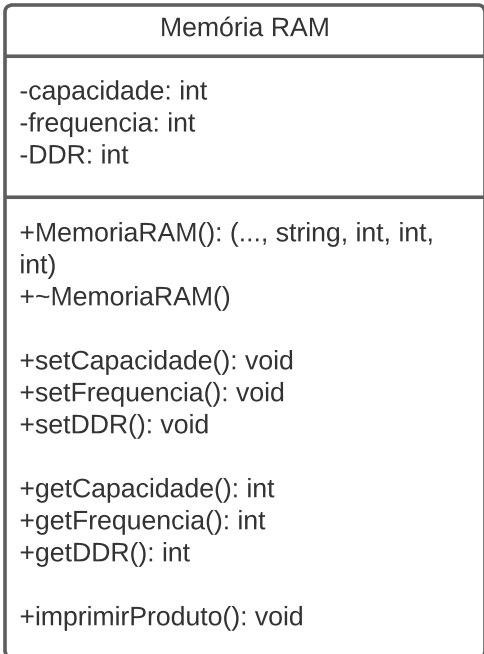 Memória RAM
-capacidade: int
-frequencia: int
-DDR: int
+MemoriaRAM(): (..., string, int, int,
int)
+~MemoriaRAM()
+setCapacidade(): void
+setFrequencia(): void
+setDDR(): void
+getCapacidade(): int
+getFrequencia(): int
+getDDR(): int
+imprimirProduto(): void